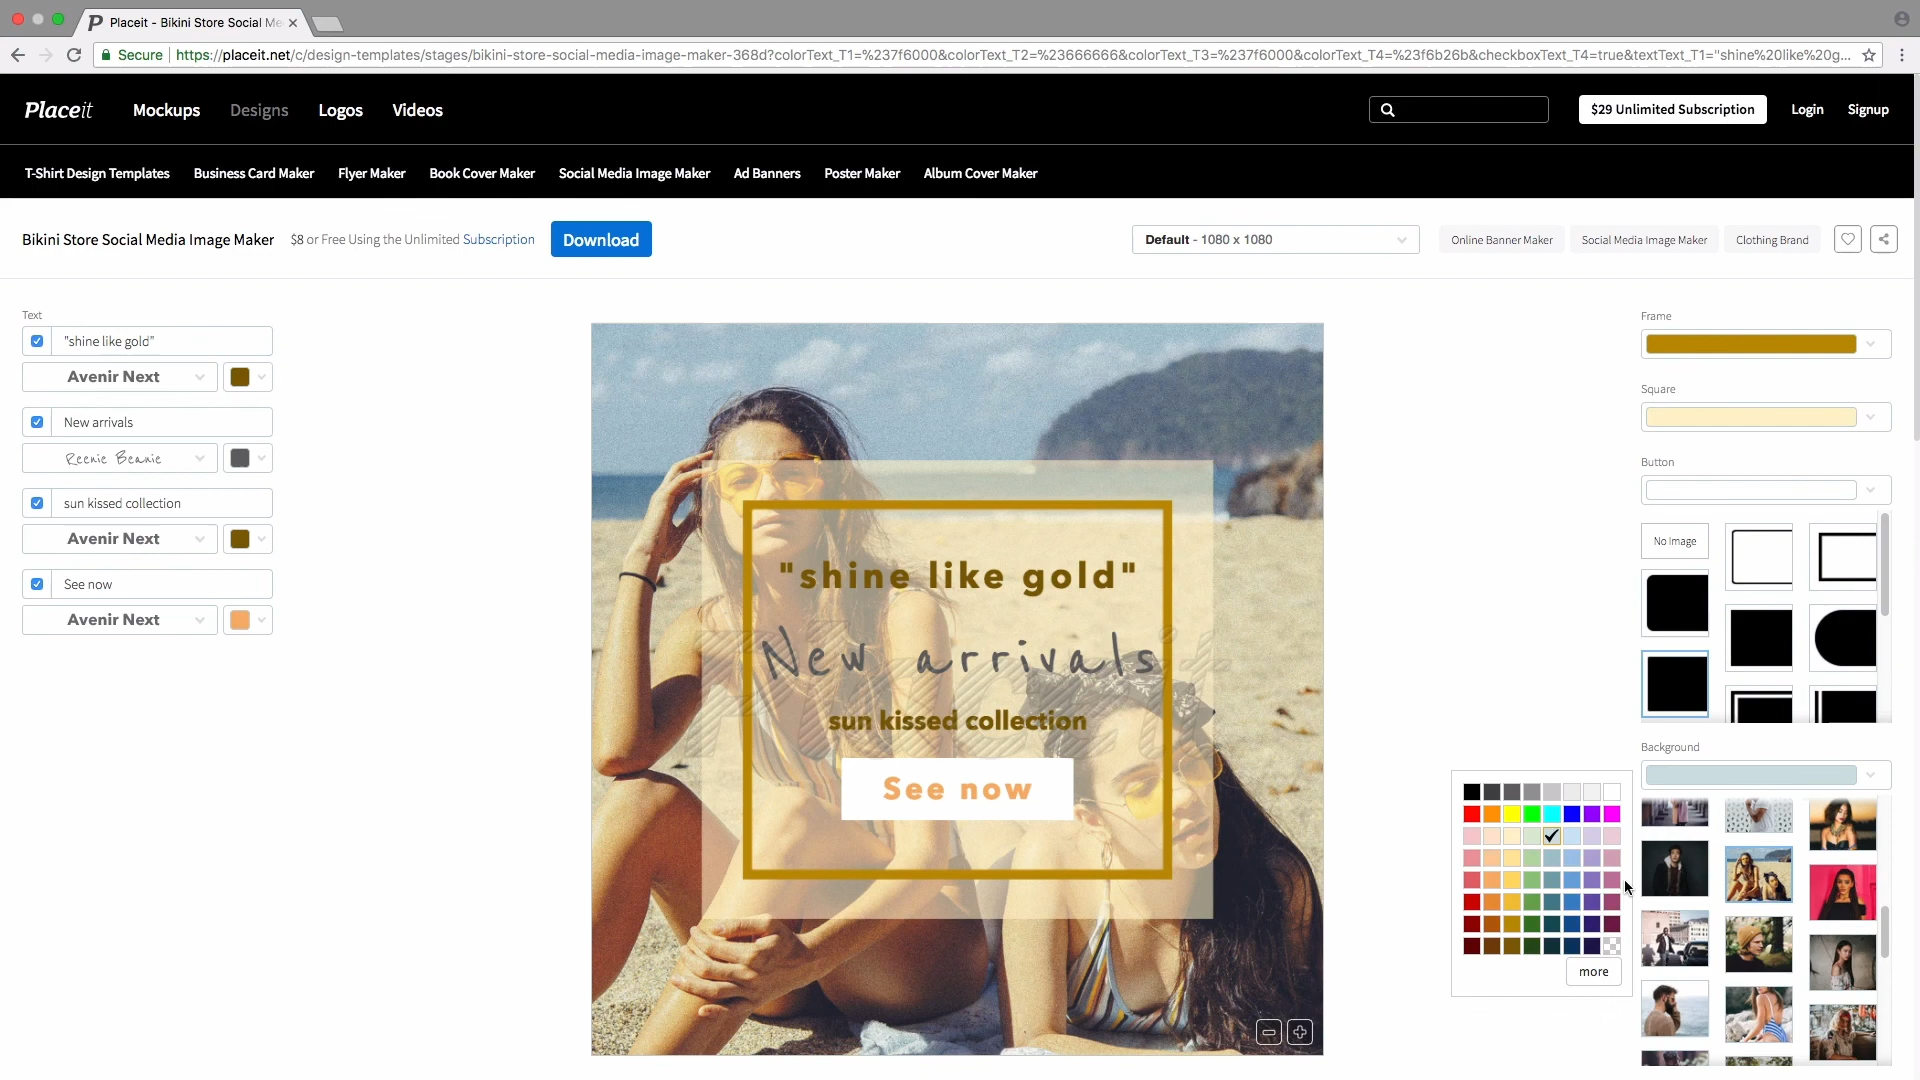 Placeit - Bikini Store Social Me
Secure
https://placeit.net/c/design-templates/stages/bikini-store-social-media-image-maker-368d?colorText_T1=%237f6000&colorText_T2=%23666666&colorText_T3=%237f6000&colorText_T4=%23f6b26b&checkboxText_T4=true&textText_T1="shine%20like%20g...
Placeit
Mockups
Designs
Logos
Videos
$29 Unlimited Subscription
Login
Signup
T-Shirt Design Templates
Business Card Maker
Flyer Maker
Book Cover Maker
Social Media Image Maker
Ad Banners
Poster Maker
Album Cover Maker
Bikini Store Social Media Image Maker
$8 or Free Using the Unlimited Subscription
Download
Default - 1080 x 1080
Online Banner Maker
Social Media Image Maker
Clothing Brand
Text
"shine like gold"
Avenir Next
New arrivals
Reenie Beanie
sun kissed collection
Avenir Next
See now
Avenir Next
"shine like gold"
New arrivals
sun kissed collection
See now
Frame
Square
Button
No Image
Background
more